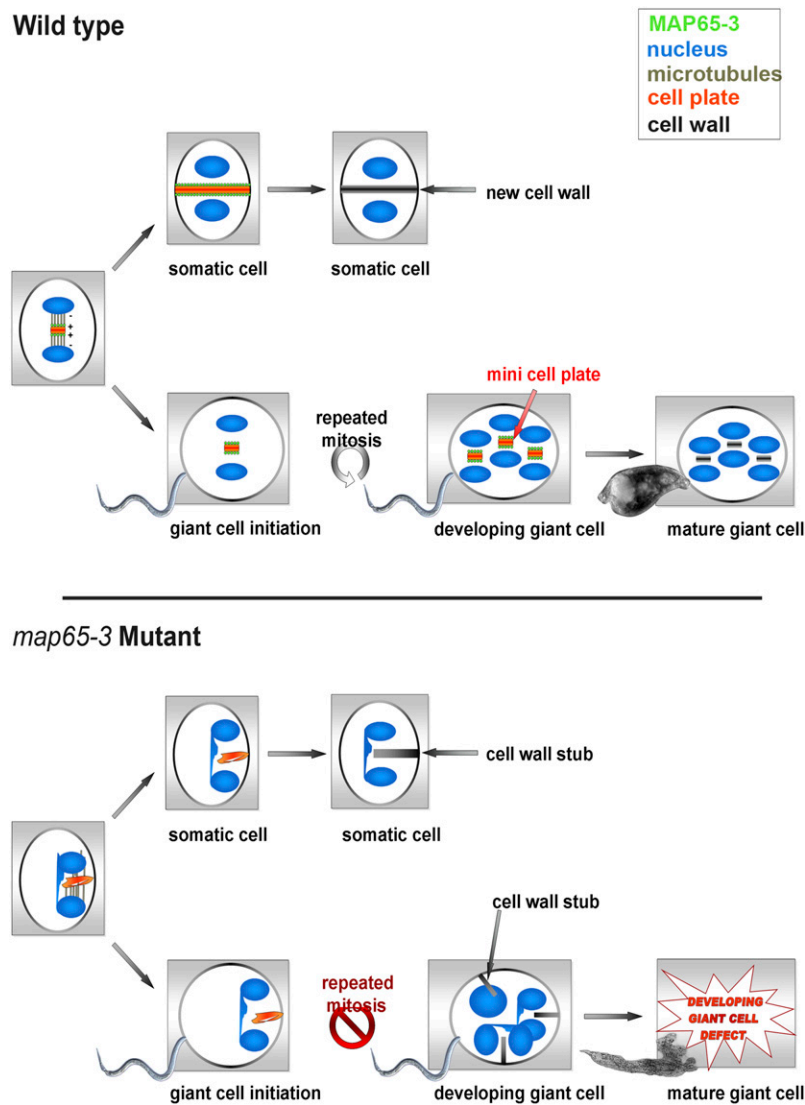 Wild type
MAP65-3
nucleus
microtubules
cell plate
cell wall
new cell wall
somatic cell
somatic cell
-
+
+
-
mini cell plate
repeated
mitosis
giant cell initiation
developing giant cell
mature giant cell
map65-3 Mutant
cell wall stub
somatic cell
somatic cell
cell wall stub
repeated
mitosis
DEVELOPING
GIANT CELL
DEFECT
giant cell initiation
developing giant cell
mature giant cell